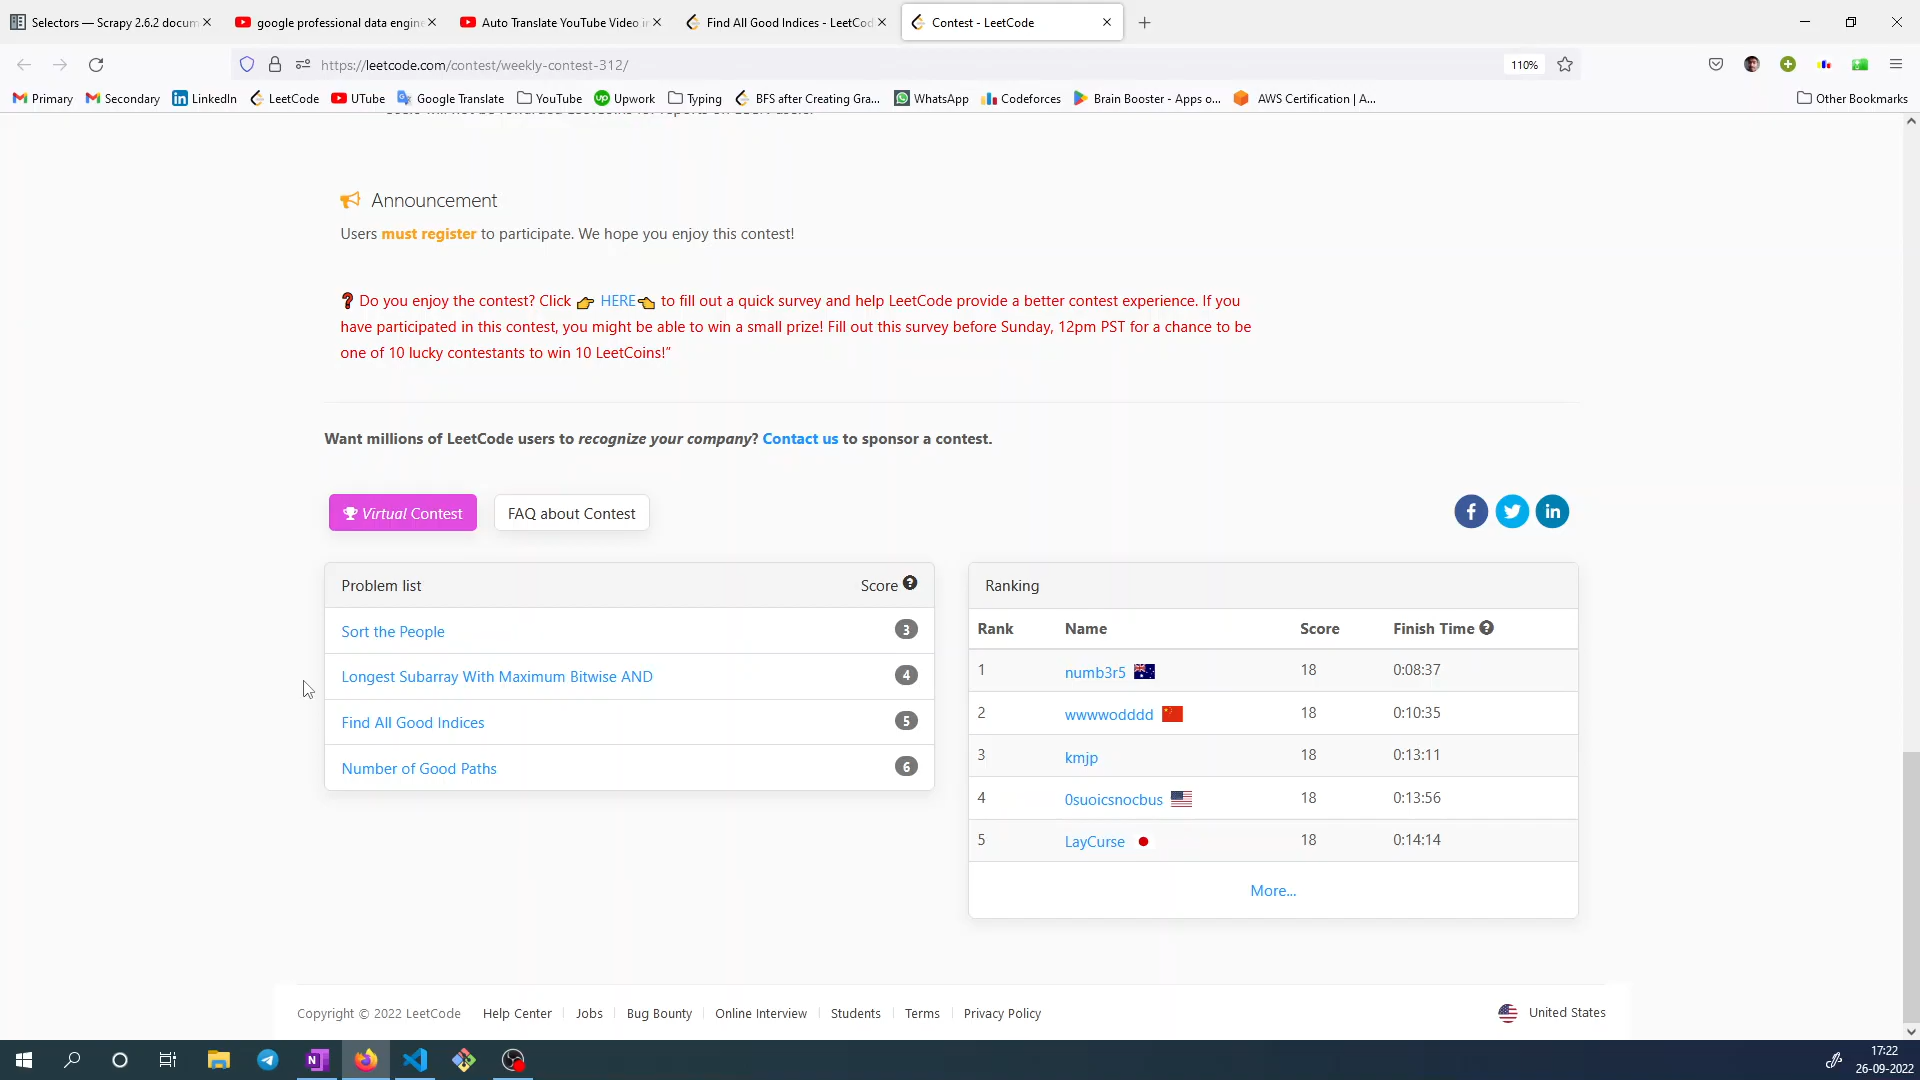 Selectors — Scrapy 2.6.2 docum
google professional data engine
Auto Translate YouTube Video i
Find All Good Indices - LeetCod
Contest - LeetCode
https://leetcode.com/contest/weekly-contest-312/
110%
Primary
Secondary
LinkedIn
LeetCode
UTube
Google Translate
YouTube
Upwork
Typing
BFS after Creating Gra...
WhatsApp
Codeforces
Brain Booster - Apps o...
AWS Certification | A...
Other Bookmarks
Announcement
Users must register to participate. We hope you enjoy this contest!
❓ Do you enjoy the contest? Click 👉 HERE👈 to fill out a quick survey and help LeetCode provide a better contest experience. If you
have participated in this contest, you might be able to win a small prize! Fill out this survey before Sunday, 12pm PST for a chance to be
one of 10 lucky contestants to win 10 LeetCoins!"
Want millions of LeetCode users to recognize your company? Contact us to sponsor a contest.
Virtual Contest
FAQ about Contest
Problem list Score
Sort the People 3
Longest Subarray With Maximum Bitwise AND 4
Find All Good Indices 5
Number of Good Paths 6
Ranking
Rank Name Score Finish Time
1 numb3r5 18 0:08:37
2 wwwwodddd 18 0:10:35
3 kmjp 18 0:13:11
4 0suoicsnocbus 18 0:13:56
5 LayCurse 18 0:14:14
More...
Copyright © 2022 LeetCode Help Center Jobs Bug Bounty Online Interview Students Terms Privacy Policy
United States
17:22
26-09-2022